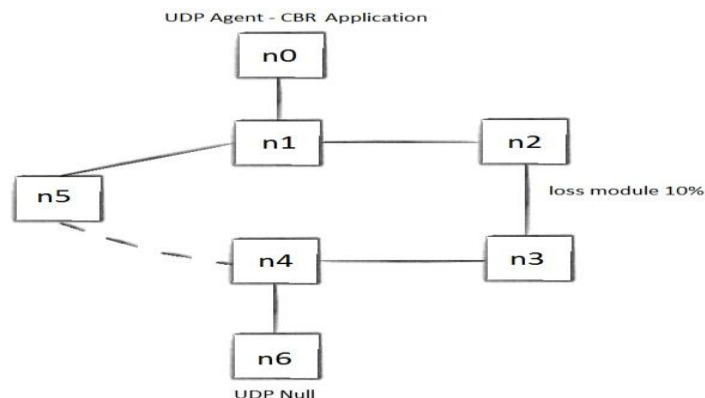 UDP Agent - CBR Application
n0
n1
n2
n5
loss module 10%
n4
n3
n6
UDP Null